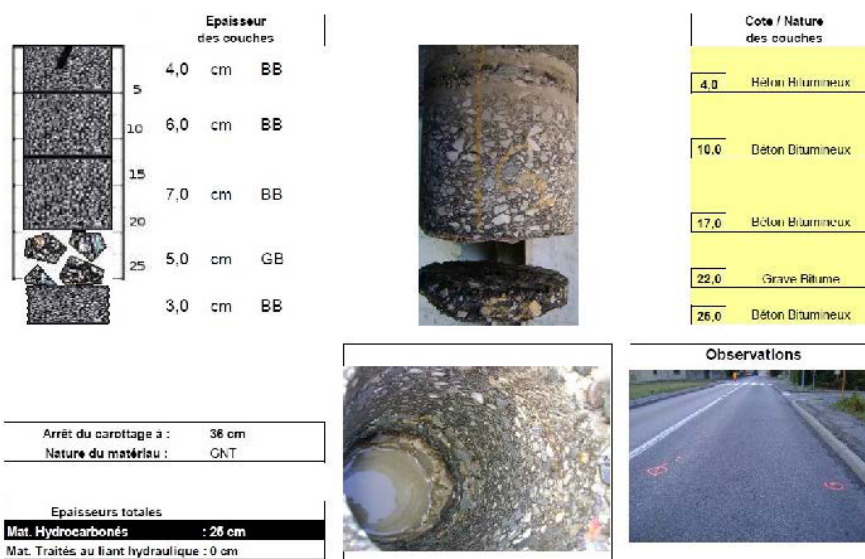 Epaisseur
des couches
Cote / Nature
des couches
4,0 cm BB
5
4,0 Béton Bitumineux
10
6,0 cm BB
10,0 Béton Bitumineux
15
7,0 cm BB
17,0 Béton Bitumineux
20
5,0 cm GB
25
22,0 Grave Bitume
3,0 cm BB
25,0 Béton Bitumineux
Observations
Arrêt du carottage à : 36 cm
Nature du matériau : GNT
Epaisseurs totales
Mat. Hydrocarbonés : 25 cm
Mat. Traités au liant hydraulique : 0 cm